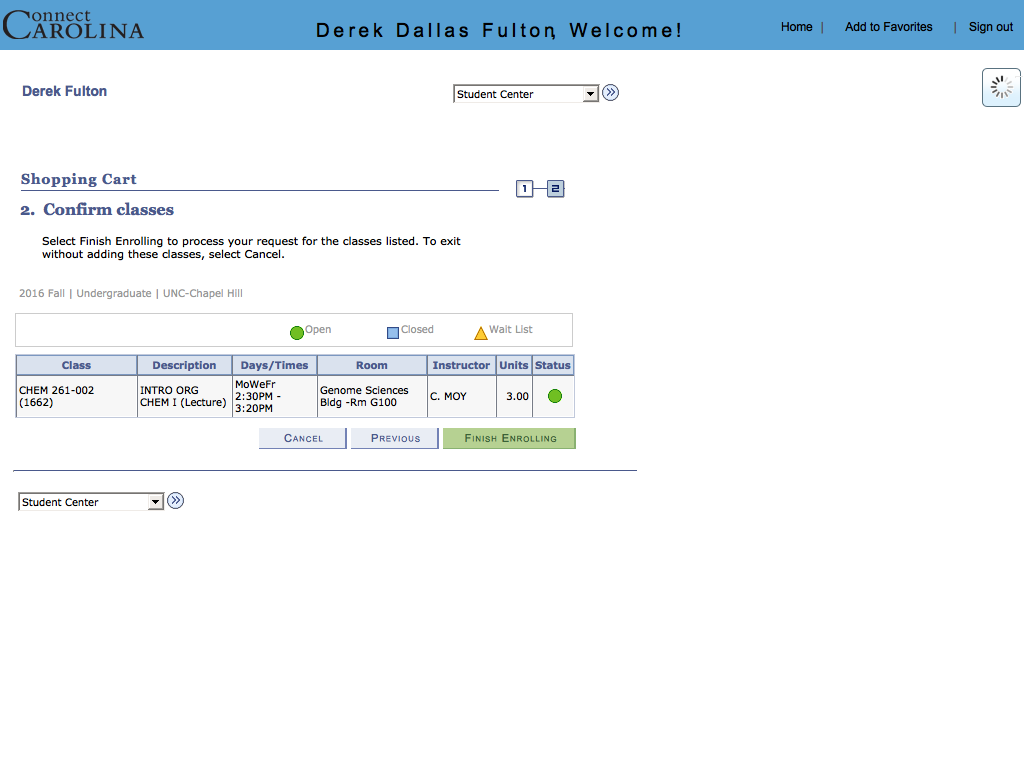 Connect
CAROLINA
Derek Dallas Fulton, Welcome!
Home |
Add to Favorites
| Sign out
Derek Fulton
Student Center
Shopping Cart
1
2
2. Confirm classes
Select Finish Enrolling to process your request for the classes listed. To exit
without adding these classes, select Cancel.
2016 Fall | Undergraduate | UNC-Chapel Hill
Open
Closed
Wait List
Class Description Days/Times Room Instructor Units Status
CHEM 261-002
(1662)
INTRO ORG
CHEM I (Lecture)
MoWeFr
2:30PM -
3:20PM
Genome Sciences
Bldg -Rm G100
C. MOY
3.00
CANCEL
PREVIOUS
FINISH ENROLLING
Student Center